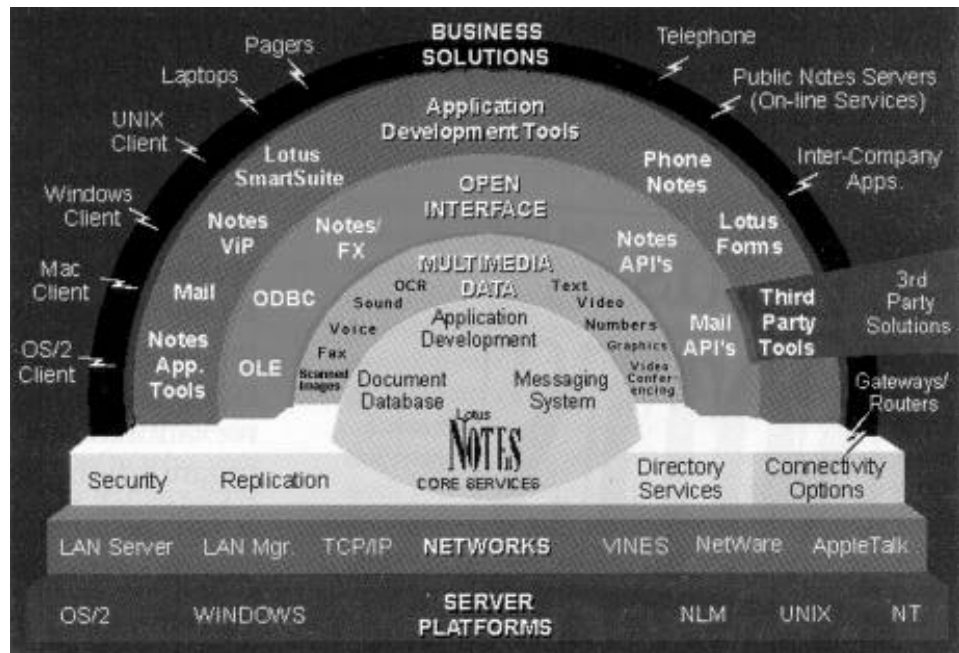 BUSINESS
SOLUTIONS
Pagers
Telephone
Laptops
Public Notes Servers
(On-line Services)
UNIX
Client
Inter-Company
Apps.
Windows
Client
Mac
Client
OS/2
Client
3rd
Party
Solutions
Gateways/
Routers
Application
Development Tools
Lotus
SmartSuite
Phone
Notes
Notes
ViP
Lotus
Forms
Mail
Third
Party
Tools
Notes
App.
Tools
OPEN
INTERFACE
Notes/
FX
Notes
API's
ODBC
Mail
API's
OLE
MULTIMEDIA
DATA
OCR
Text
Sound
Video
Voice
Numbers
Fax
Graphics
Scanned
Images
Video
Confer-
encing
Application
Development
Document
Database
Messaging
System
Lotus
NOTES
CORE SERVICES
Security
Replication
Directory
Services
Connectivity
Options
LAN Server LAN Mgr. TCP/IP NETWORKS VINES NetWare AppleTalk
OS/2 WINDOWS SERVER
PLATFORMS NLM UNIX NT